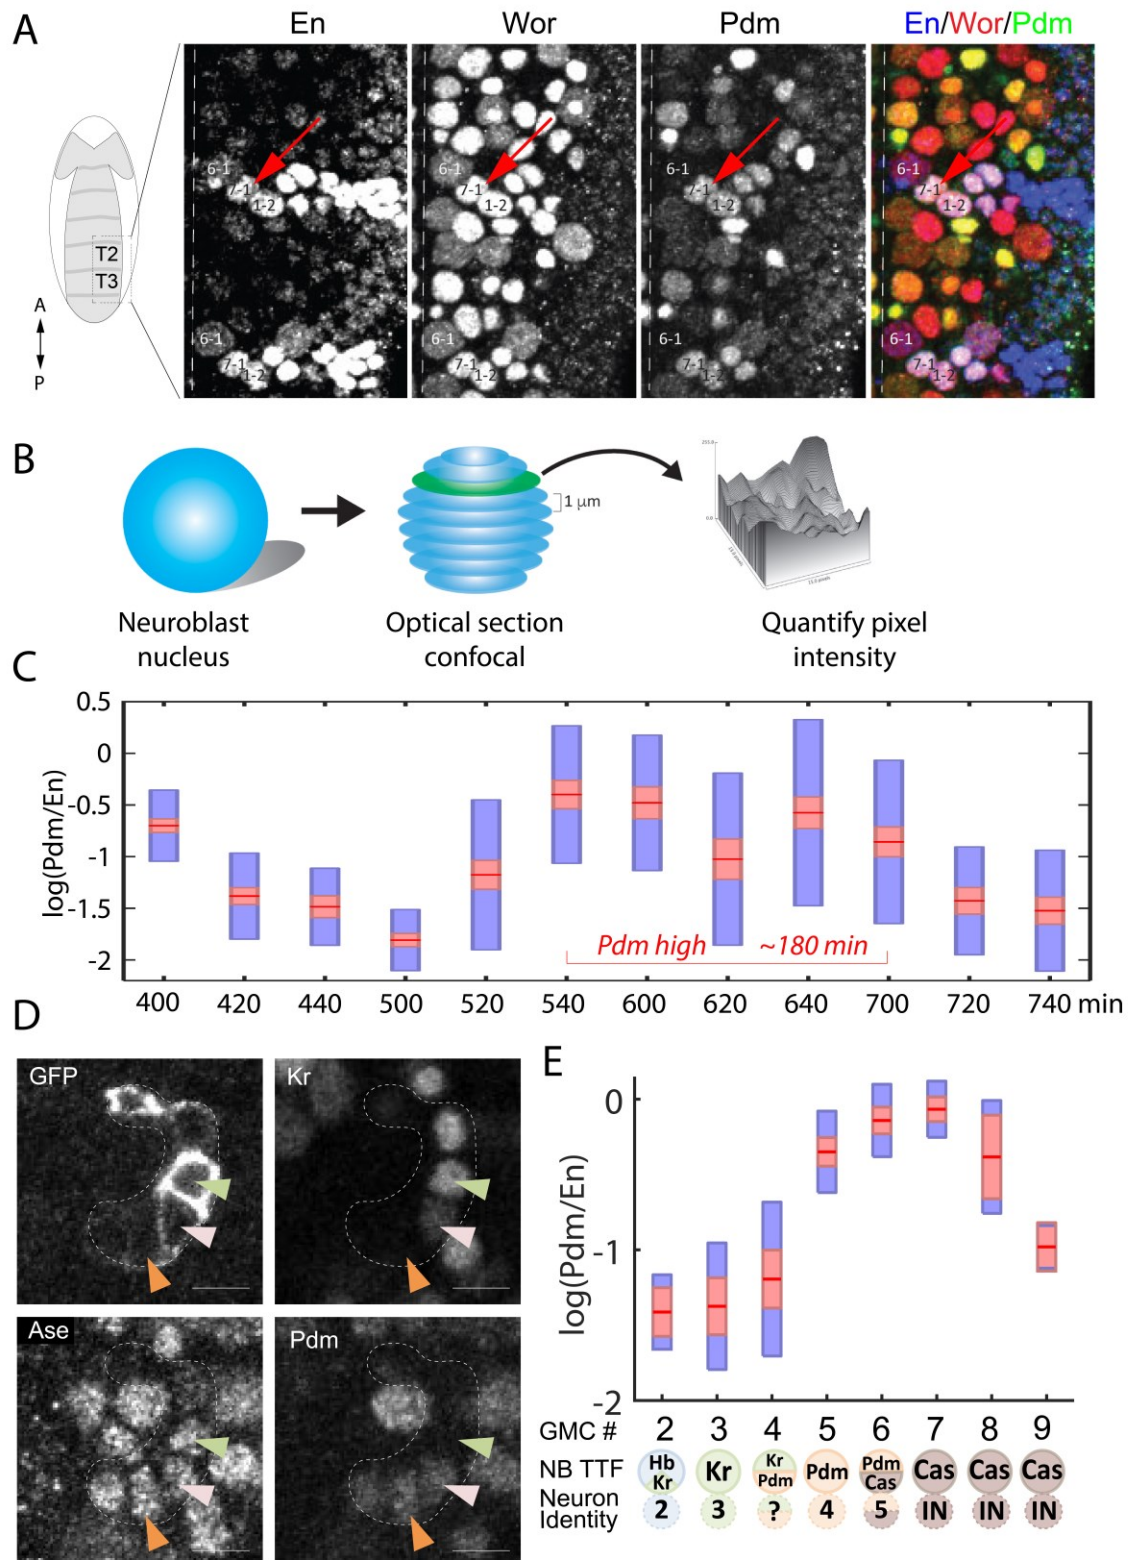 A
En
Wor
Pdm
En/Wor/Pdm
6-1
7-1
1-2
6-1
7-1
1-2
6-1
7-1
1-2
6-1
7-1
1-2
T2
T3
A
P
6-1
7-1
1-2
6-1
7-1
1-2
6-1
7-1
1-2
B
1 μm
255.0
0.0
Neuroblast
nucleus
Optical section
confocal
Quantify pixel
intensity
C
log(Pdm/En)
0.5
0
-0.5
-1
-1.5
-2
Pdm high ~180 min
400 420 440 500 520 540 600 620 640 700 720 740 min
D
GFP
Kr
Ase
Pdm
E
log(Pdm/En)
0
-1
-2
GMC # 2 3 4 5 6 7 8 9
NB TTF Hb Kr Kr Kr Pdm Pdm Pdm Cas Cas Cas Cas
Neuron
Identity 2 3 ? 4 5 IN IN IN